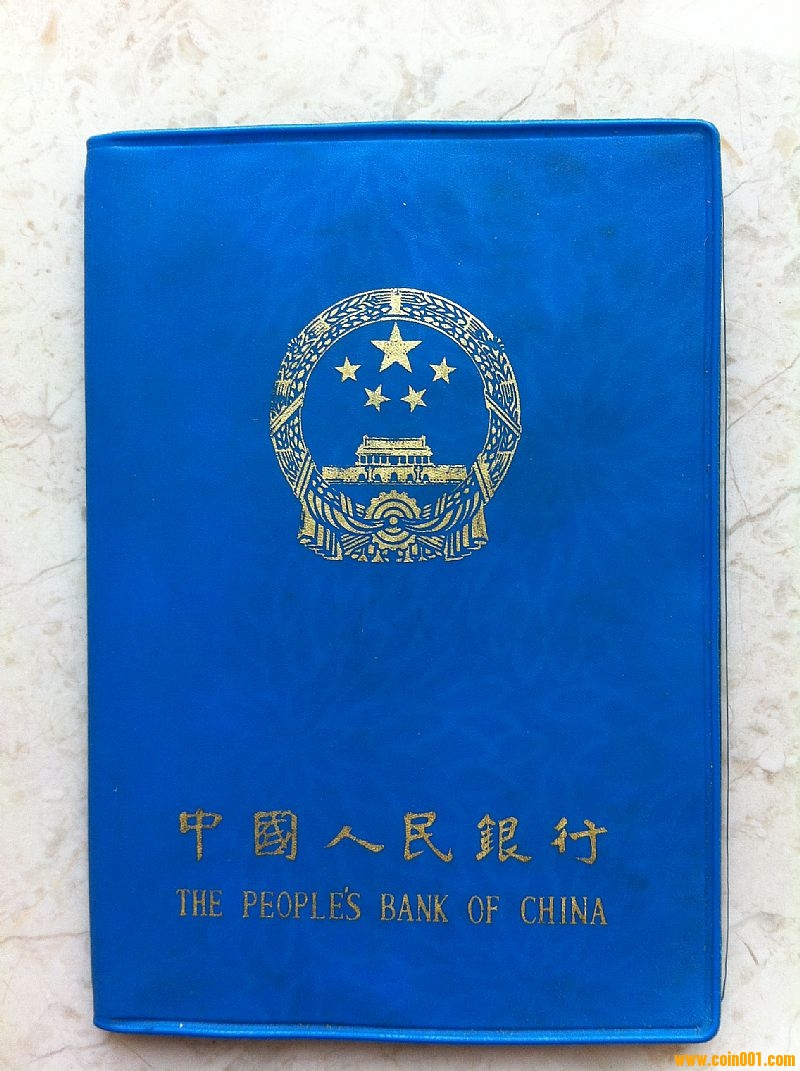 中國人民銀行
THE PEOPLE'S BANK OF CHINA
www.coin001.com